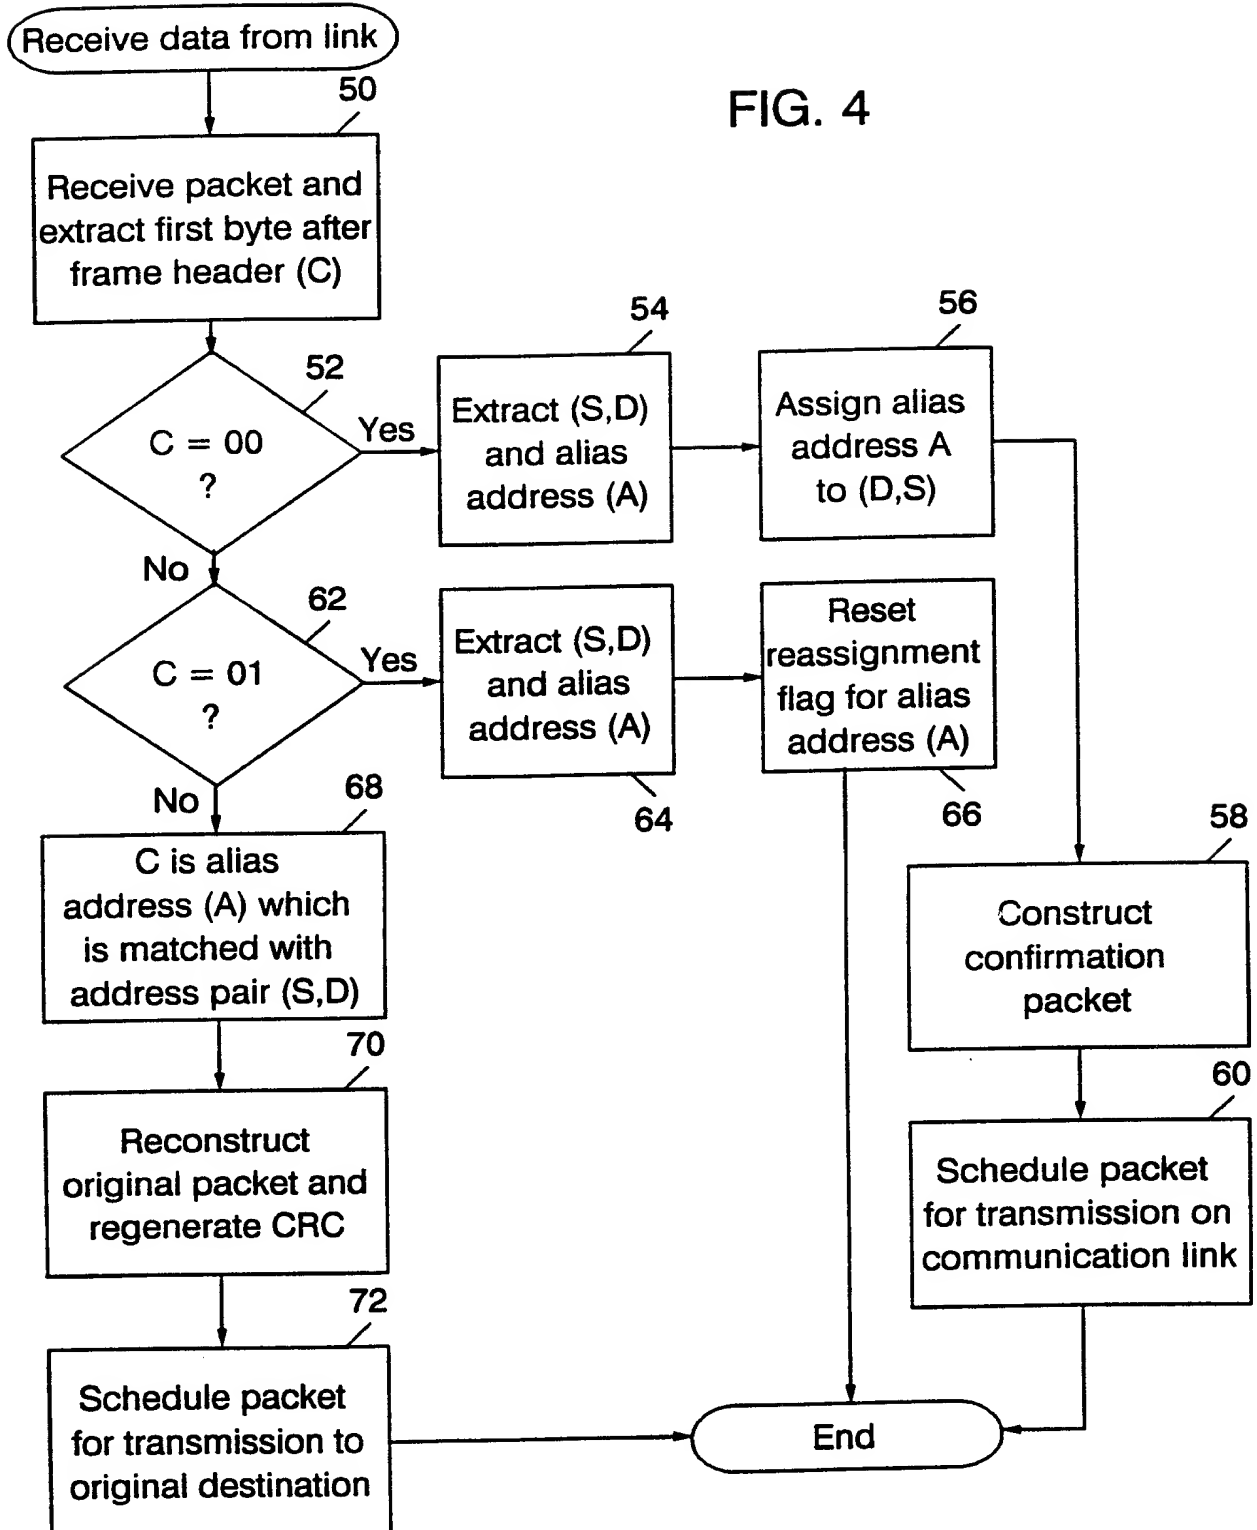 Receive data from link
FIG. 4
50
Receive packet and
extract first byte after
frame header (C)
52
C = 00
?
Yes
No
54
Extract (S,D)
and alias
address (A)
56
Assign alias
address A
to (D,S)
62
C = 01
?
Yes
No
Extract (S,D)
and alias
address (A)
64
Reset
reassignment
flag for alias
address (A)
66
68
C is alias
address (A) which
is matched with
address pair (S,D)
58
Construct
confirmation
packet
70
Reconstruct
original packet and
regenerate CRC
60
Schedule packet
for transmission on
communication link
72
Schedule packet
for transmission to
original destination
End